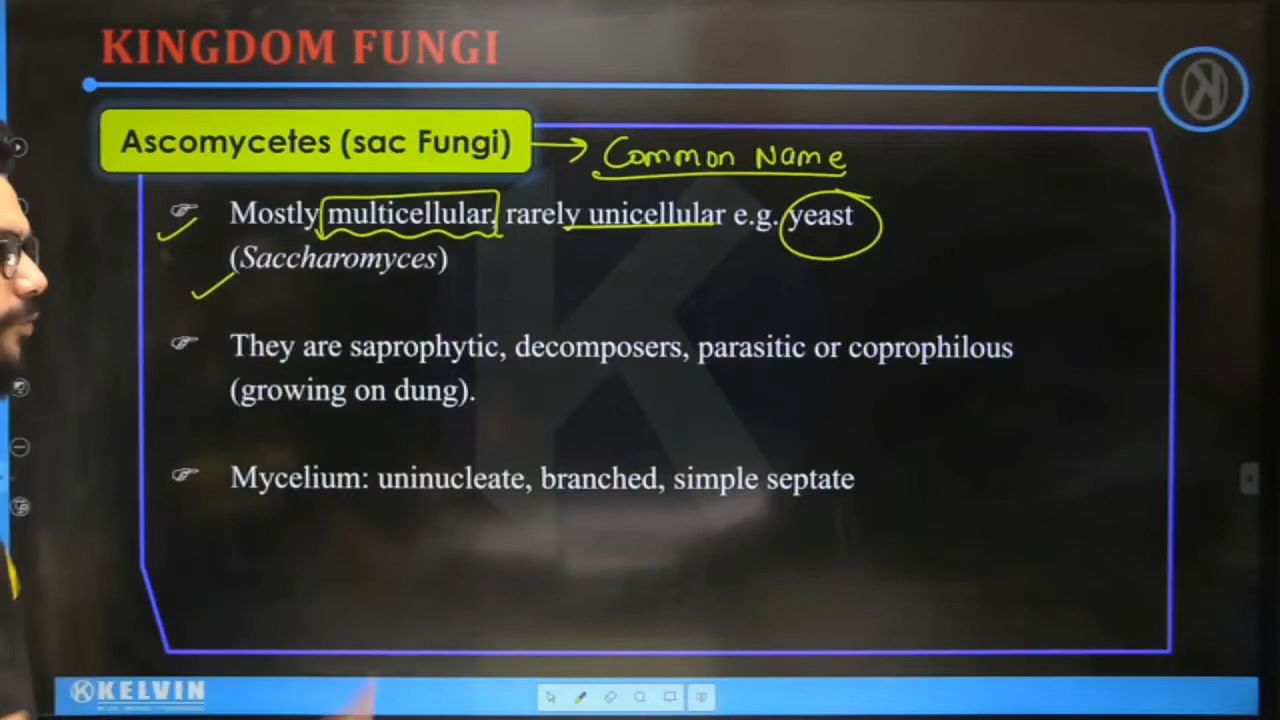 KINGDOM FUNGI
Ascomycetes (sac Fungi) → Common Name
Mostly multicellular, rarely unicellular e.g. yeast
(Saccharomyces)
They are saprophytic, decomposers, parasitic or coprophilous
(growing on dung).
Mycelium: uninucleate, branched, simple septate
KELVIN